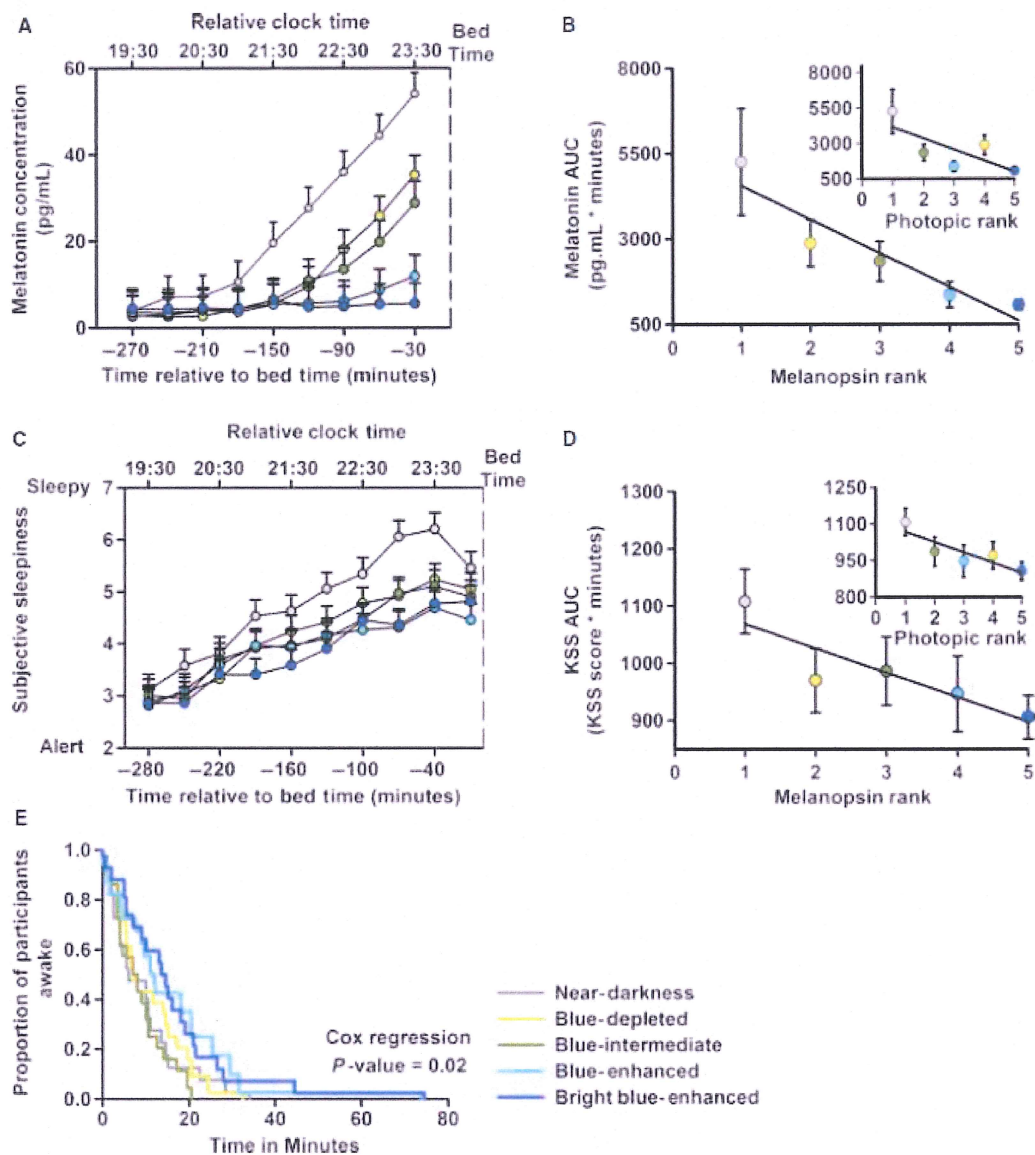 A
Relative clock time
19:30 20:30 21:30 22:30 23:30
Bed
Time
60
40
20
0
Melatonin concentration
(pg/mL)
–270 –210 –150 –90 –30
Time relative to bed time (minutes)
B
8000
5500
3000
500
Melatonin AUC
(pg.mL * minutes)
0 1 2 3 4 5
Melanopsin rank
8000
5500
3000
500
0 1 2 3 4 5
Photopic rank
C
Relative clock time
19:30 20:30 21:30 22:30 23:30
Bed
Time
Sleepy 7
6
5
4
3
Alert 2
Subjective sleepiness
–280 –220 –160 –100 –40
Time relative to bed time (minutes)
D
1300
1200
1100
1000
900
KSS AUC
(KSS score * minutes)
0 1 2 3 4 5
Melanopsin rank
1250
1100
950
800
0 1 2 3 4 5
Photopic rank
E
1.0
0.8
0.6
0.4
0.2
0.0
Proportion of participants
awake
0 20 40 60 80
Time in Minutes
Cox regression
P-value = 0.02
Near-darkness
Blue-depleted
Blue-intermediate
Blue-enhanced
Bright blue-enhanced